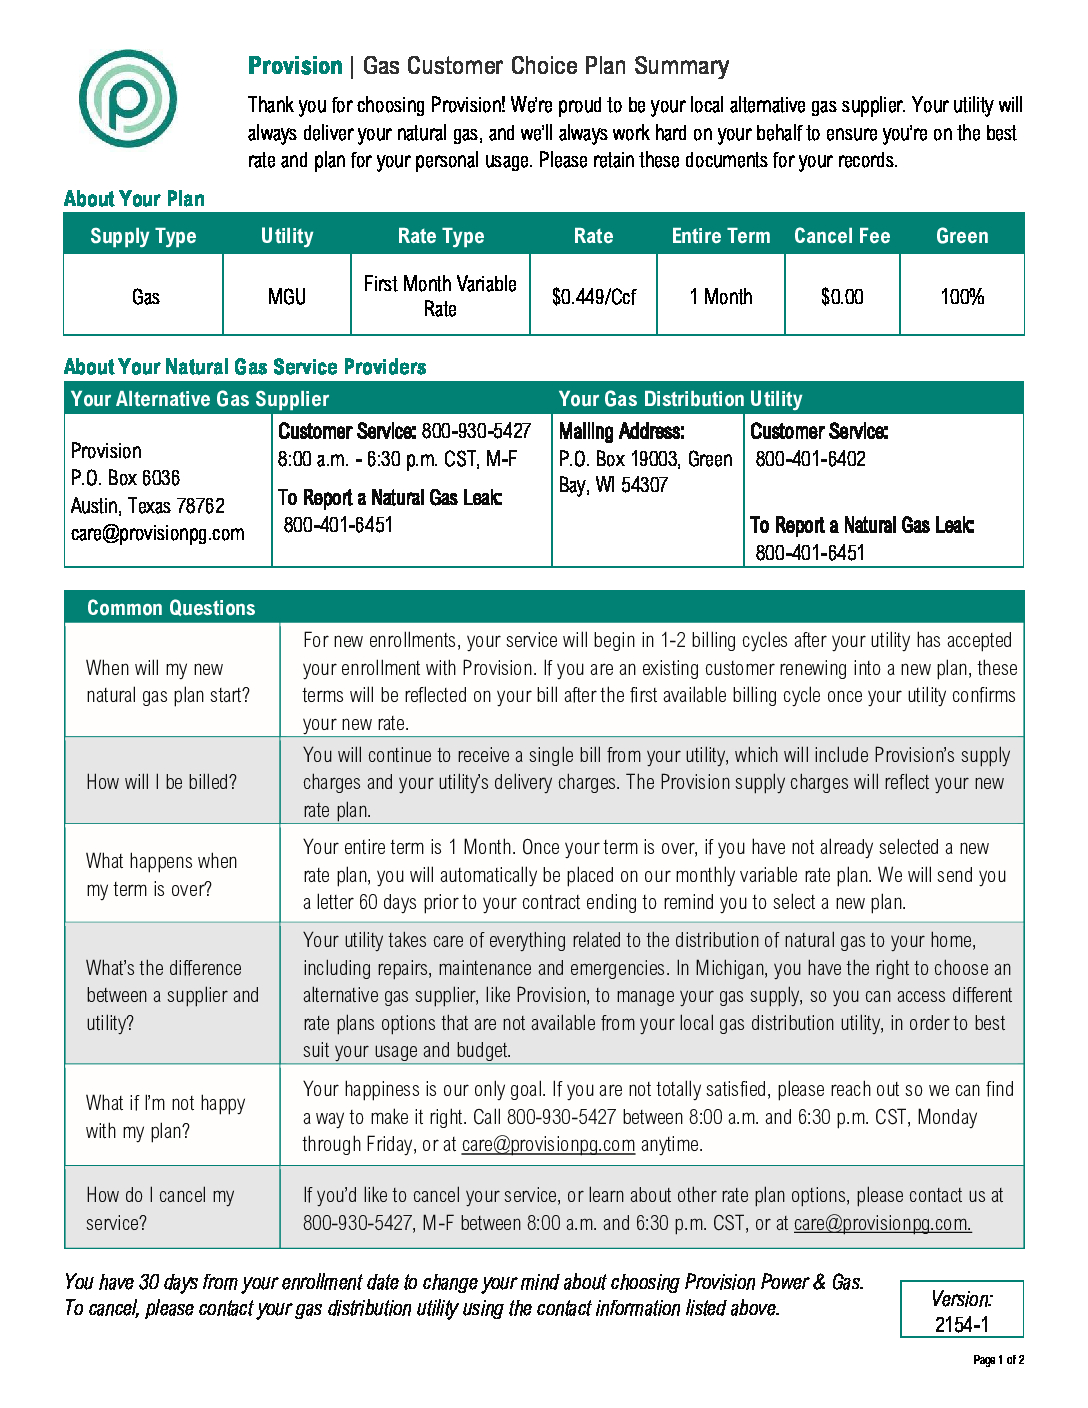 Provision | Gas Customer Choice Plan Summary
Thank you for choosing Provision! We're proud to be your local alternative gas supplier. Your utility will
always deliver your natural gas, and we'll always work hard on your behalf to ensure you're on the best
rate and plan for your personal usage. Please retain these documents for your records.
About Your Plan
Supply Type Utility Rate Type Rate Entire Term Cancel Fee Green
Gas MGU First Month Variable
Rate $0.449/Ccf 1 Month $0.00 100%
About Your Natural Gas Service Providers
Your Alternative Gas Supplier Your Gas Distribution Utility
Provision
P.O. Box 6036
Austin, Texas 78762
care@provisionpg.com
Customer Service: 800-930-5427
8:00 a.m. - 6:30 p.m. CST, M-F
To Report a Natural Gas Leak:
800-401-6451
Mailing Address:
P.O. Box 19003, Green
Bay, WI 54307
Customer Service:
800-401-6402
To Report a Natural Gas Leak:
800-401-6451
Common Questions
When will my new
natural gas plan start?
For new enrollments, your service will begin in 1-2 billing cycles after your utility has accepted
your enrollment with Provision. If you are an existing customer renewing into a new plan, these
terms will be reflected on your bill after the first available billing cycle once your utility confirms
your new rate.
How will I be billed?
You will continue to receive a single bill from your utility, which will include Provision's supply
charges and your utility's delivery charges. The Provision supply charges will reflect your new
rate plan.
What happens when
my term is over?
Your entire term is 1 Month. Once your term is over, if you have not already selected a new
rate plan, you will automatically be placed on our monthly variable rate plan. We will send you
a letter 60 days prior to your contract ending to remind you to select a new plan.
What's the difference
between a supplier and
utility?
Your utility takes care of everything related to the distribution of natural gas to your home,
including repairs, maintenance and emergencies. In Michigan, you have the right to choose an
alternative gas supplier, like Provision, to manage your gas supply, so you can access different
rate plans options that are not available from your local gas distribution utility, in order to best
suit your usage and budget.
What if I'm not happy
with my plan?
Your happiness is our only goal. If you are not totally satisfied, please reach out so we can find
a way to make it right. Call 800-930-5427 between 8:00 a.m. and 6:30 p.m. CST, Monday
through Friday, or at care@provisionpg.com anytime.
How do I cancel my
service?
If you'd like to cancel your service, or learn about other rate plan options, please contact us at
800-930-5427, M-F between 8:00 a.m. and 6:30 p.m. CST, or at care@provisionpg.com.
You have 30 days from your enrollment date to change your mind about choosing Provision Power & Gas.
To cancel, please contact your gas distribution utility using the contact information listed above.
Version:
2154-1
Page 1 of 2